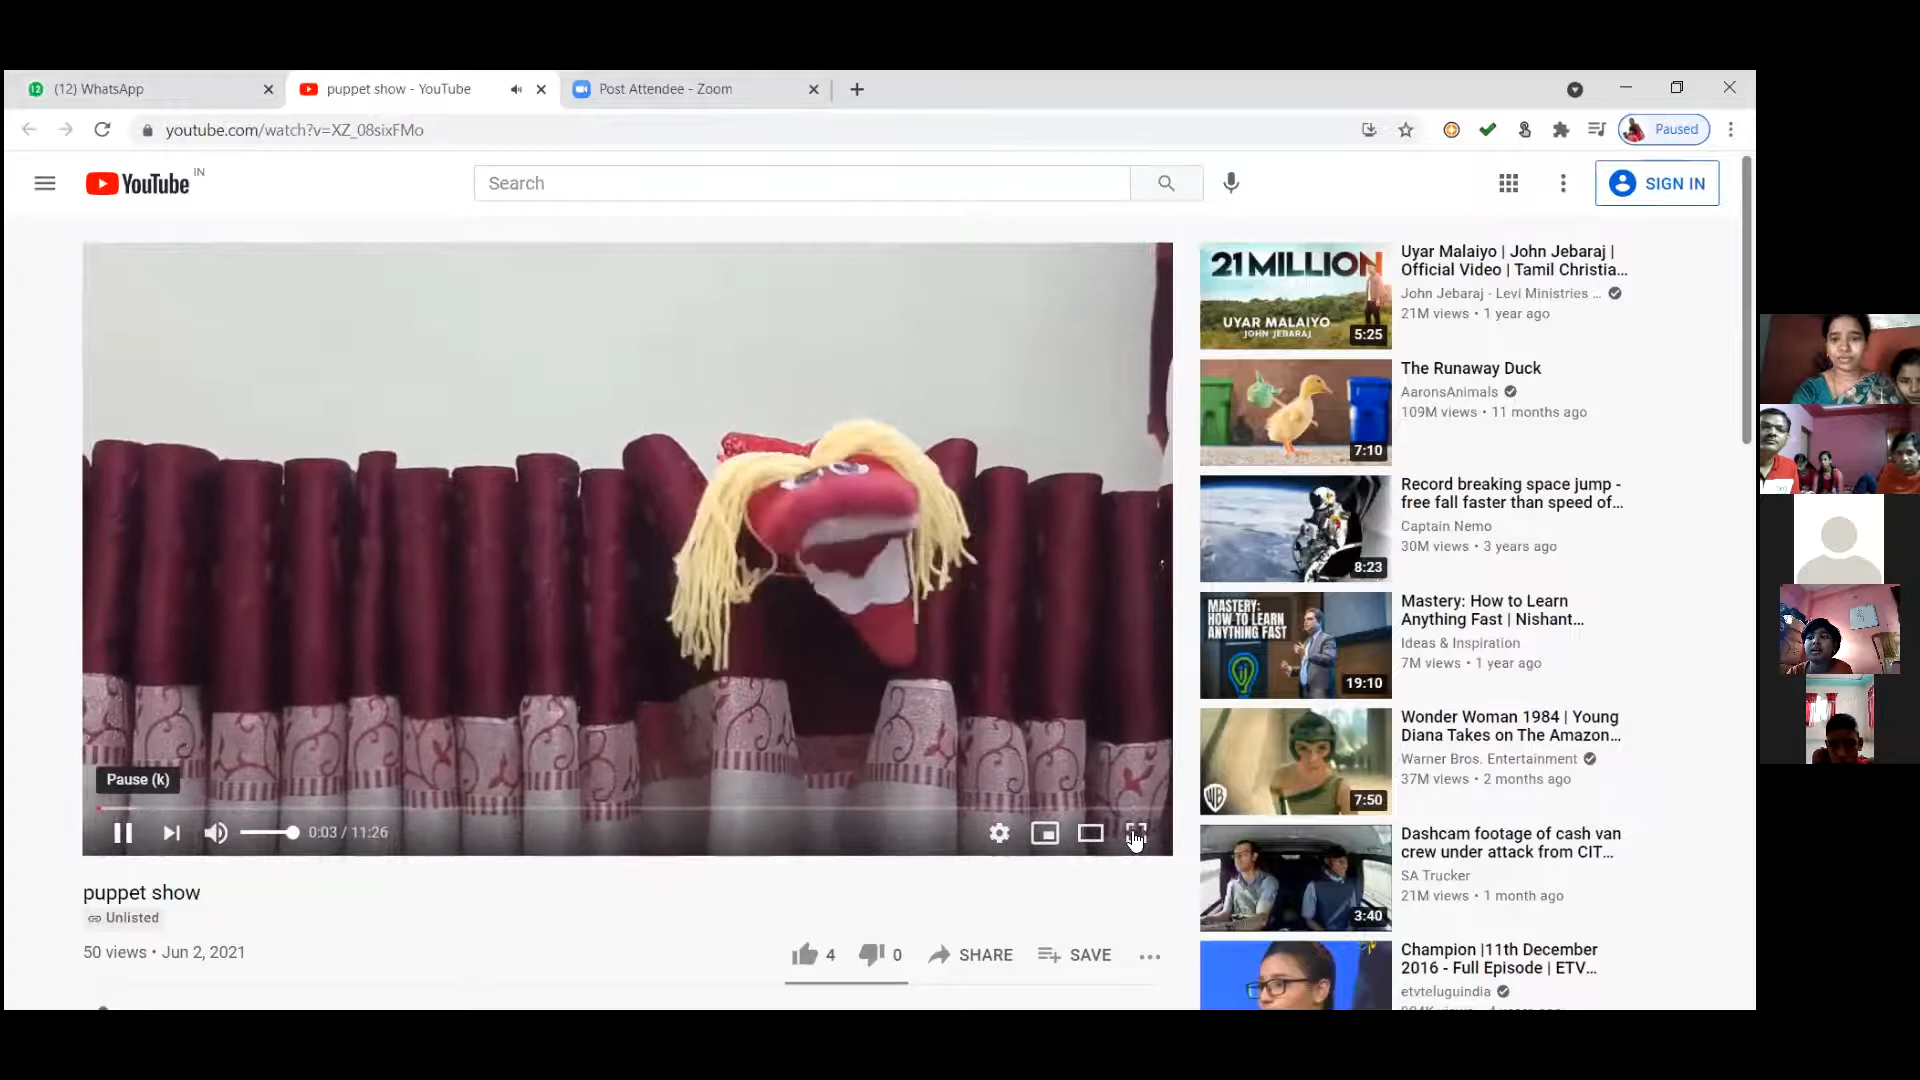 12
(12) WhatsApp
puppet show - YouTube
Post Attendee - Zoom
youtube.com/watch?v=XZ_08sixFMo
Paused
YouTube
IN
Search
SIGN IN
Pause (k)
0:03 / 11:26
puppet show
Unlisted
50 views • Jun 2, 2021
4
0
SHARE
SAVE
21 MILLION
UYAR MALAIYO
JOHN JEBARAJ
5:25
Uyar Malaiyo | John Jebaraj |
Official Video | Tamil Christia...
John Jebaraj - Levi Ministries ...
21M views • 1 year ago
7:10
The Runaway Duck
AaronsAnimals
109M views • 11 months ago
8:23
Record breaking space jump -
free fall faster than speed of...
Captain Nemo
30M views • 3 years ago
MASTERY:
HOW TO LEARN
ANYTHING FAST
19:10
Mastery: How to Learn
Anything Fast | Nishant...
Ideas & Inspiration
7M views • 1 year ago
7:50
Wonder Woman 1984 | Young
Diana Takes on The Amazon...
Warner Bros. Entertainment
37M views • 2 months ago
3:40
Dashcam footage of cash van
crew under attack from CIT...
SA Trucker
21M views • 1 month ago
Champion |11th December
2016 - Full Episode | ETV...
etvteluguindia